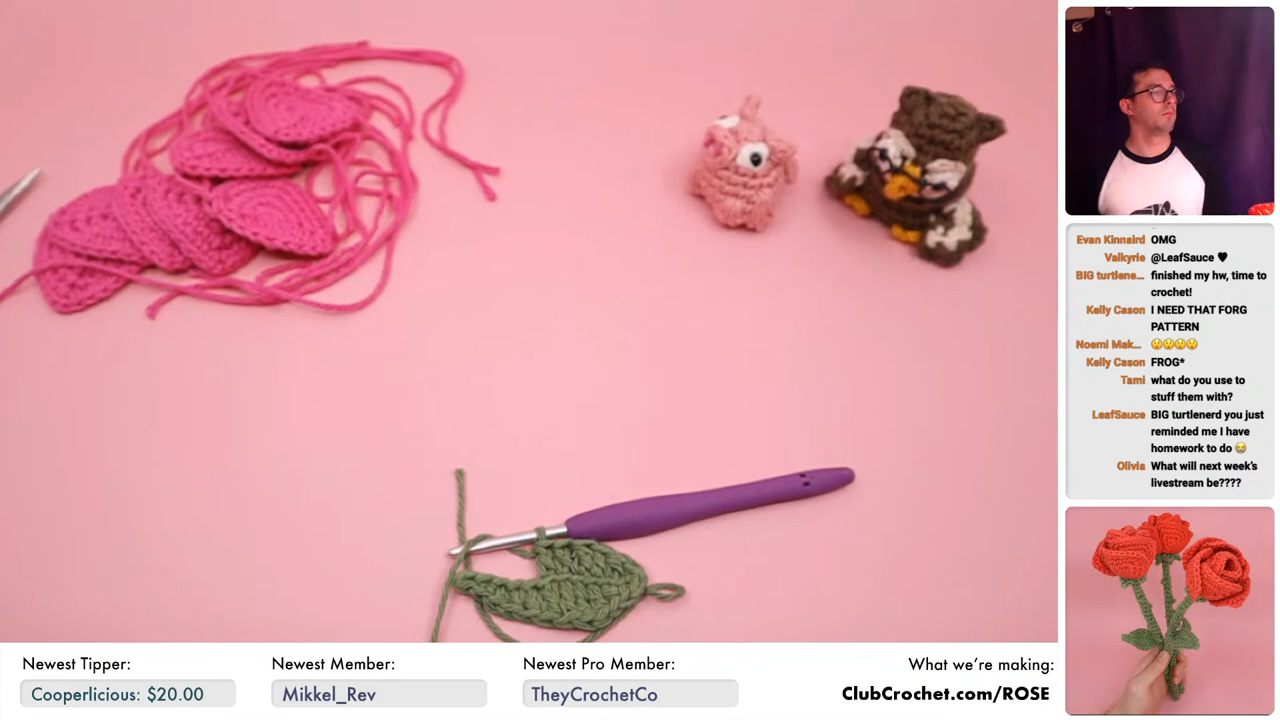 Evan Kinnaird OMG
Valkyrie @LeafSauce ♥
BIG turtlene... finished my hw, time to
crochet!
Kelly Cason I NEED THAT FORG
PATTERN
Noemi Mak... 😲😲😲😲
Kelly Cason FROG*
Tami what do you use to
stuff them with?
LeafSauce BIG turtlenerd you just
reminded me I have
homework to do 😂
Olivia What will next week's
livestream be????
Newest Tipper:
Cooperlicious: $20.00
Newest Member:
Mikkel_Rev
Newest Pro Member:
TheyCrochetCo
What we're making:
ClubCrochet.com/ROSE